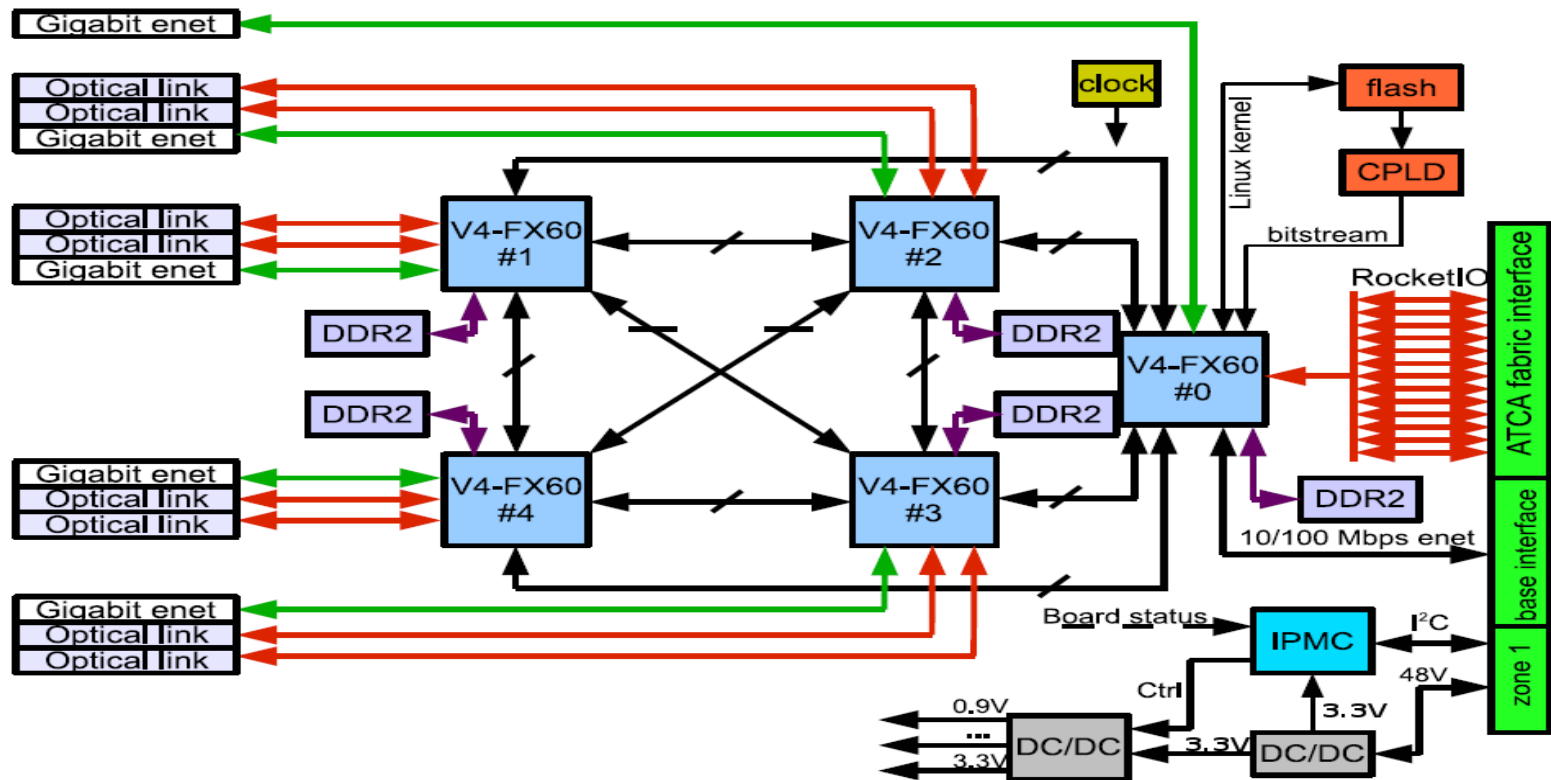 Gigabit enet
Optical link
Optical link
Gigabit enet
clock
flash
Linux kernel
CPLD
bitstream
Optical link
Optical link
Gigabit enet
V4-FX60
#1
V4-FX60
#2
RocketIO
ATCA fabric interface
DDR2
DDR2
V4-FX60
#0
DDR2
DDR2
Gigabit enet
Optical link
Optical link
V4-FX60
#4
V4-FX60
#3
DDR2
10/100 Mbps enet
base interface
Gigabit enet
Optical link
Optical link
Board status
IPMC
I²C
zone 1
Ctrl
48V
3.3V
0.9V
...
3.3V
DC/DC
3.3V
DC/DC